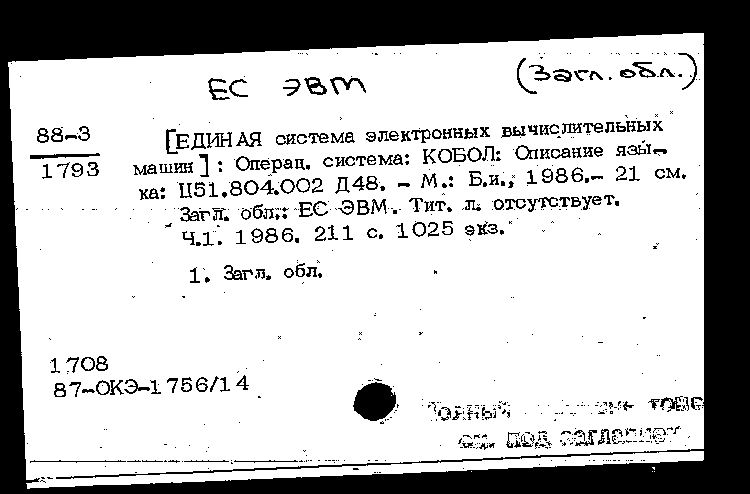 ЕС ЭВМ (Загл. обл.)
88-3
1793
[ЕДИНАЯ система электронных вычислительных
машин] : Операц. система: КОБОЛ: Описание язы-
ка: Ц51.804.002 Д48. - М.: Б.и., 1986.- 21 см.
Загл. обл.: ЕС ЭВМ. Тит. л. отсутствует.
Ч.1. 1986. 211 с. 1025 экз.
1. Загл. обл.
1708
87-ОКЭ-1756/14
см. под заглавием